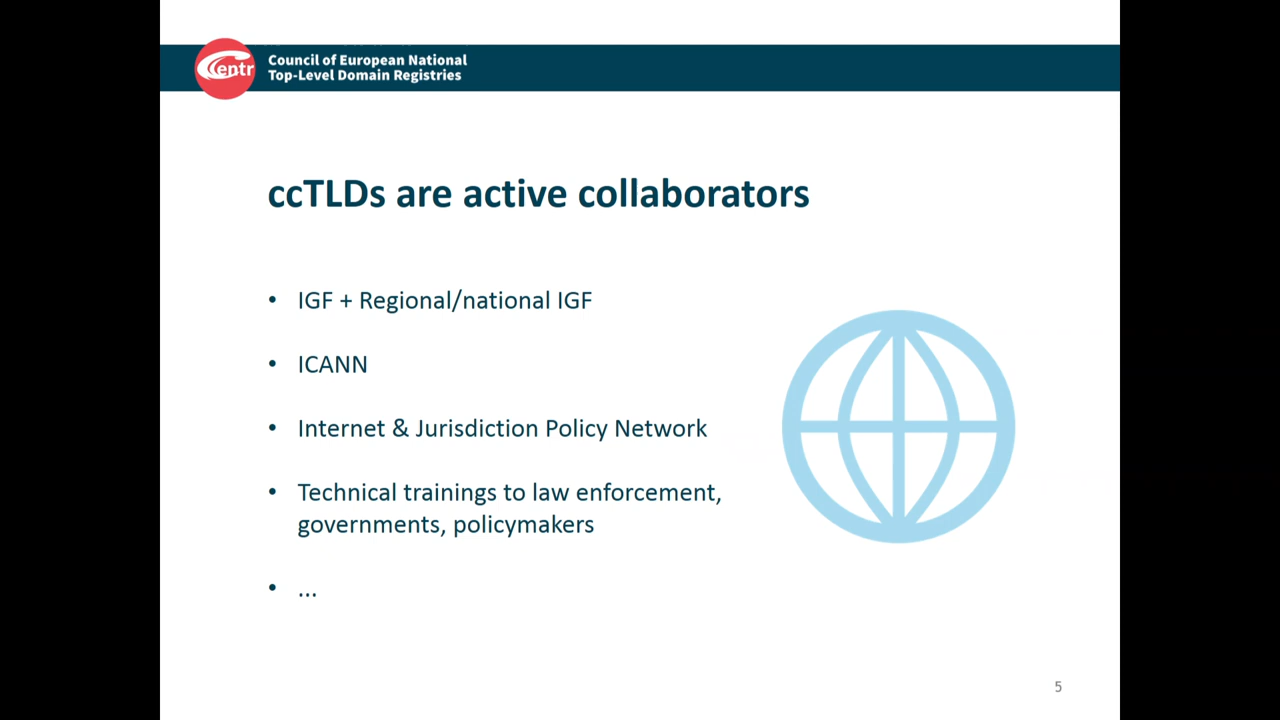 Centr
Council of European National
Top-Level Domain Registries
ccTLDs are active collaborators
• IGF + Regional/national IGF
• ICANN
• Internet & Jurisdiction Policy Network
• Technical trainings to law enforcement,
governments, policymakers
• ...
5